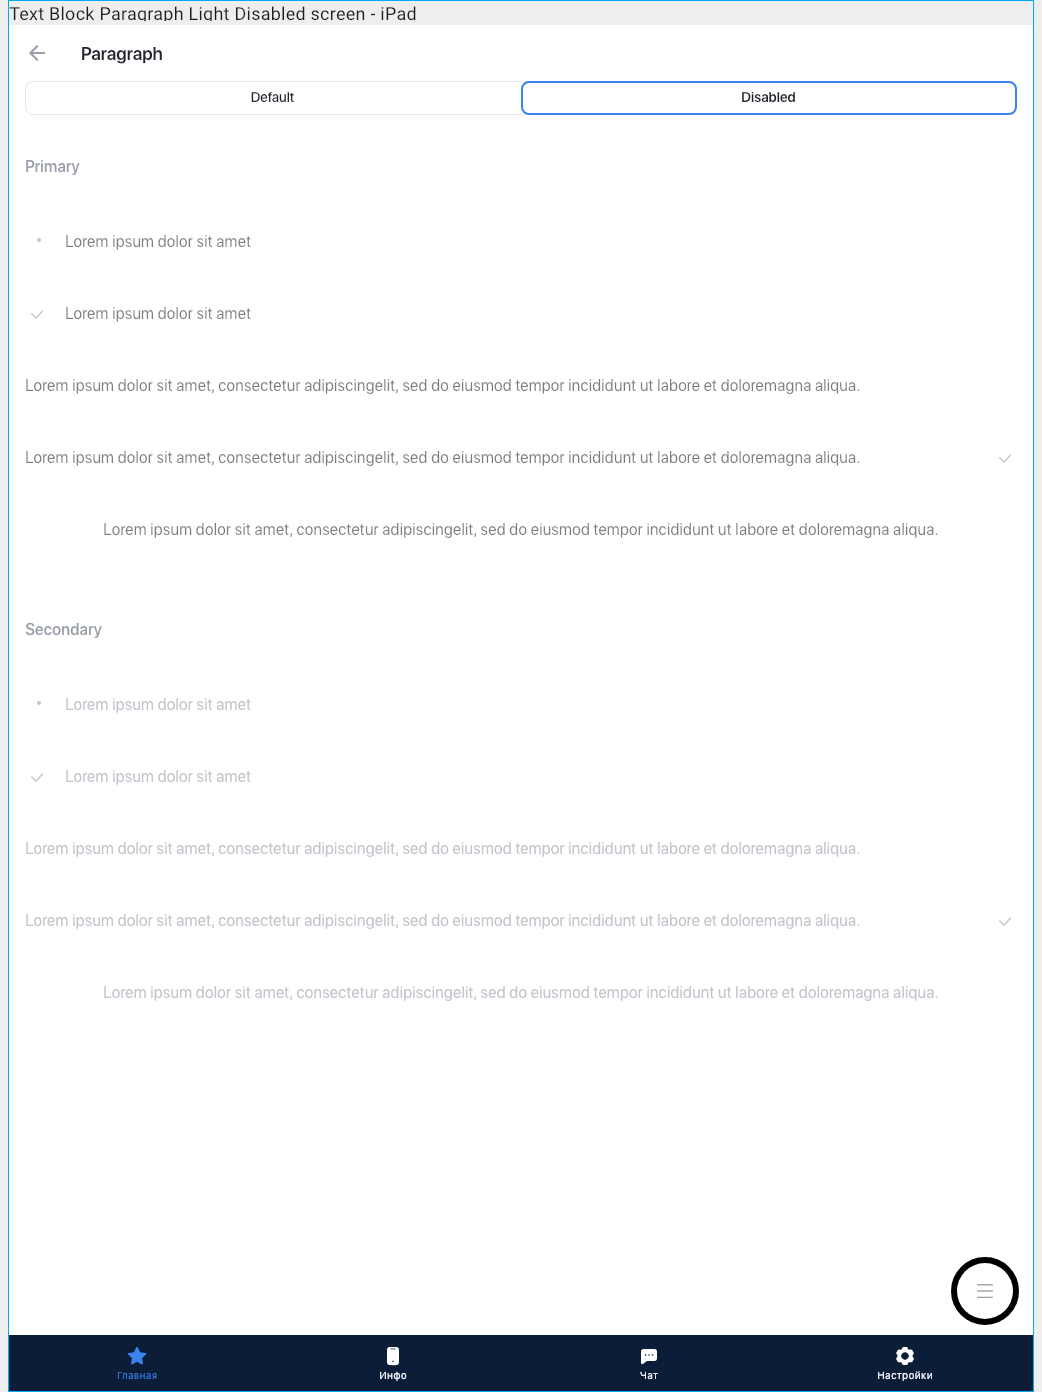 Text Block Paragraph Light Disabled screen - iPad
Paragraph
Default
Disabled
Primary
• Lorem ipsum dolor sit amet
Lorem ipsum dolor sit amet
Lorem ipsum dolor sit amet, consectetur adipiscingelit, sed do eiusmod tempor incididunt ut labore et doloremagna aliqua.
Lorem ipsum dolor sit amet, consectetur adipiscingelit, sed do eiusmod tempor incididunt ut labore et doloremagna aliqua.
Lorem ipsum dolor sit amet, consectetur adipiscingelit, sed do eiusmod tempor incididunt ut labore et doloremagna aliqua.
Secondary
• Lorem ipsum dolor sit amet
Lorem ipsum dolor sit amet
Lorem ipsum dolor sit amet, consectetur adipiscingelit, sed do eiusmod tempor incididunt ut labore et doloremagna aliqua.
Lorem ipsum dolor sit amet, consectetur adipiscingelit, sed do eiusmod tempor incididunt ut labore et doloremagna aliqua.
Lorem ipsum dolor sit amet, consectetur adipiscingelit, sed do eiusmod tempor incididunt ut labore et doloremagna aliqua.
Главная
Инфо
Чат
Настройки